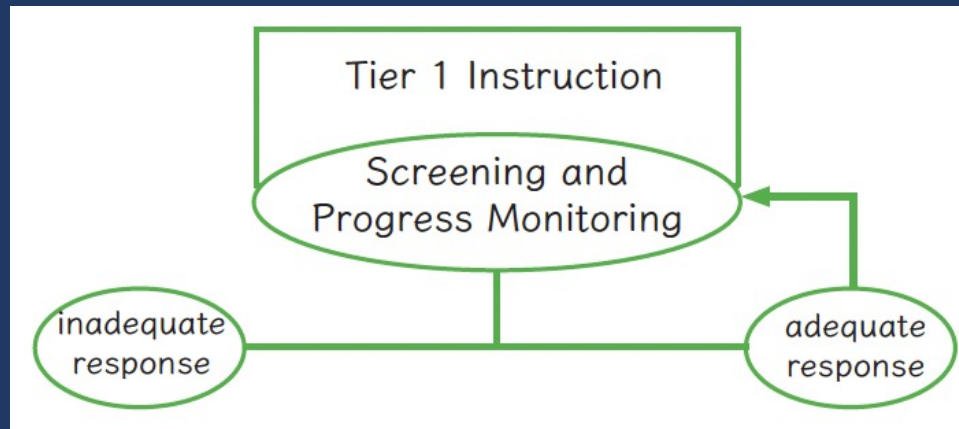 Tier 1 Instruction
Screening and
Progress Monitoring
inadequate
response
adequate
response